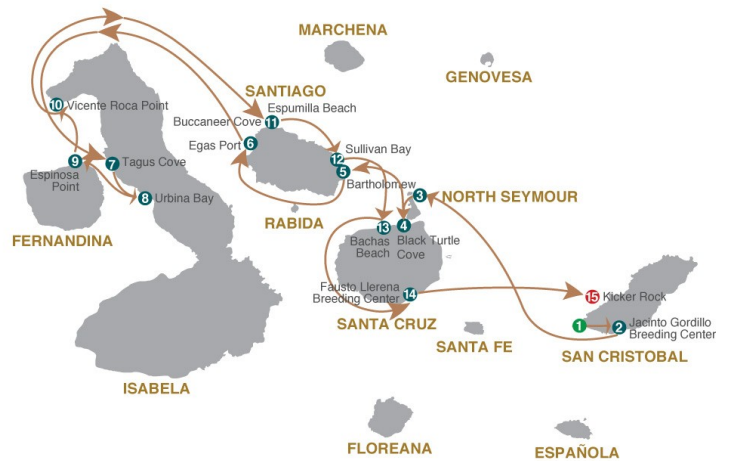 MARCHENA
GENOVESA
SANTIAGO
Espumilla Beach
10 Vicente Roca Point
Buccaneer Cove 11
Egas Port 6
Sullivan Bay
12
5
Bartholomew
9
Espinosa
Point
7 Tagus Cove
8 Urbina Bay
3 NORTH SEYMOUR
RABIDA
FERNANDINA
13
Bachas
Beach
4
Black Turtle
Cove
Fausto Llerena
Breeding Center 14
15 Kicker Rock
SANTA CRUZ
1
2 Jacinto Gordillo
Breeding Center
SANTA FE
SAN CRISTOBAL
ISABELA
FLOREANA
ESPAÑOLA